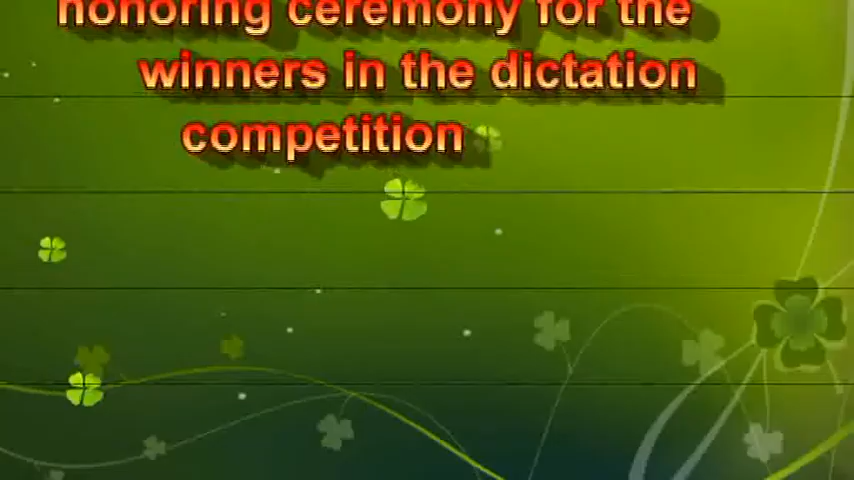 honoring ceremony for the
winners in the dictation
competition